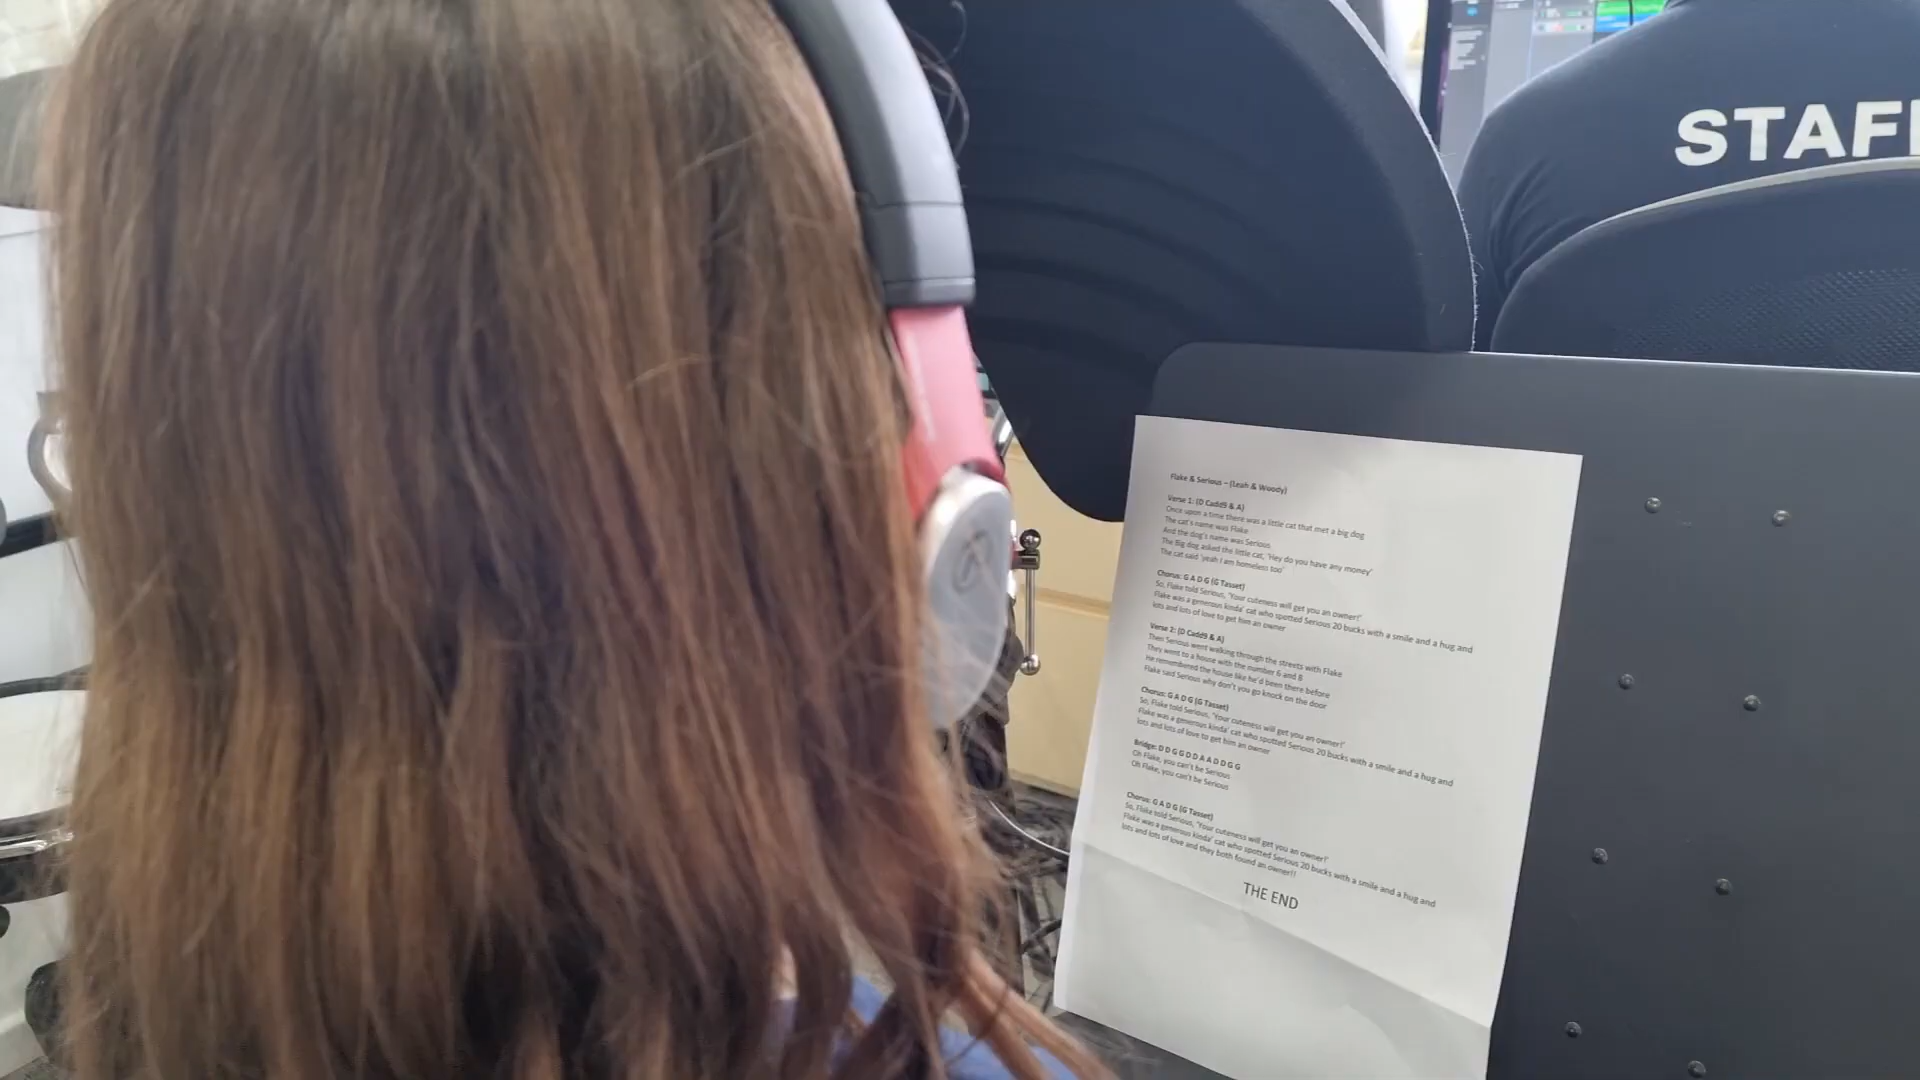 STAF
Flake & Serious – (Leah & Woody)
Verse 1: (D Cadd9 & A)
Once upon a time there was a little cat that met a big dog
The cat's name was Flake
And the dog's name was Serious
The Big dog asked the little cat, 'Hey do you have any money'
The cat said 'yeah I am homeless too'
Chorus: G A D G (G Tasset)
So, Flake told Serious, 'Your cuteness will get you an owner!'
Flake was a generous kinda' cat who spotted Serious 20 bucks with a smile and a hug and
lots and lots of love to get him an owner
Verse 2: (D Cadd9 & A)
Then Serious went walking through the streets with Flake
They went to a house with the number 6 and 8
He remembered the house like he'd been there before
Flake said Serious why don't you go knock on the door
Chorus: G A D G (G Tasset)
So, Flake told Serious, 'Your cuteness will get you an owner!'
Flake was a generous kinda' cat who spotted Serious 20 bucks with a smile and a hug and
lots and lots of love to get him an owner
Bridge: D D G G D D A A D D G G
Oh Flake, you can't be Serious
Oh Flake, you can't be Serious
Chorus: G A D G (G Tasset)
So, Flake told Serious, 'Your cuteness will get you an owner!'
Flake was a generous kinda' cat who spotted Serious 20 bucks with a smile and a hug and
lots and lots of love and they both found an owner!!
THE END